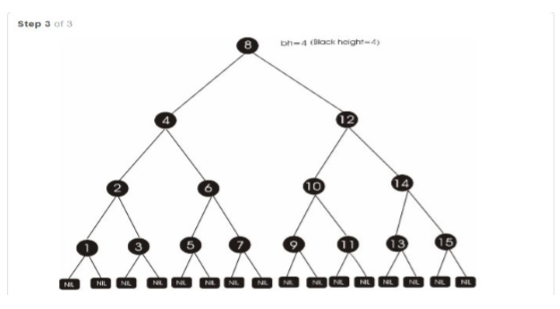 Step 3 of 3
8
bh=4 (Black height=4)
4 12
2 6 10 14
1 3 5 7 9 11 13 15
NIL NIL NIL NIL NIL NIL NIL NIL NIL NIL NIL NIL NIL NIL NIL NIL